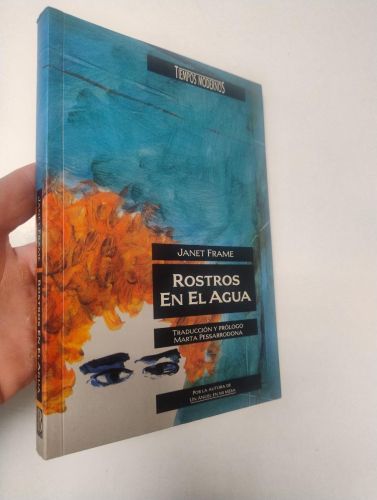 TIEMPOS MODERNOS
JANET FRAME
ROSTROS
EN EL AGUA
TRADUCCIÓN Y PRÓLOGO
MARTA PESSARRODONA
POR LA AUTORA DE
UN ÁNGEL EN MI MESA
JANET FRAME ROSTROS EN EL AGUA